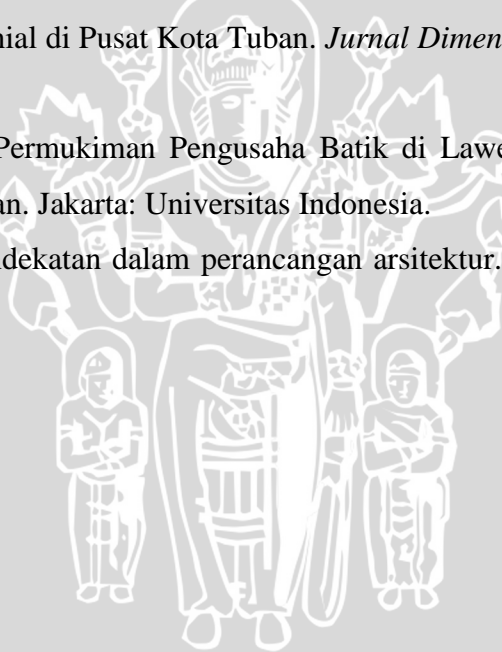 nial di Pusat Kota Tuban. Jurnal Dimen
Permukiman Pengusaha Batik di Lawe
an. Jakarta: Universitas Indonesia.
dekatan dalam perancangan arsitektur.